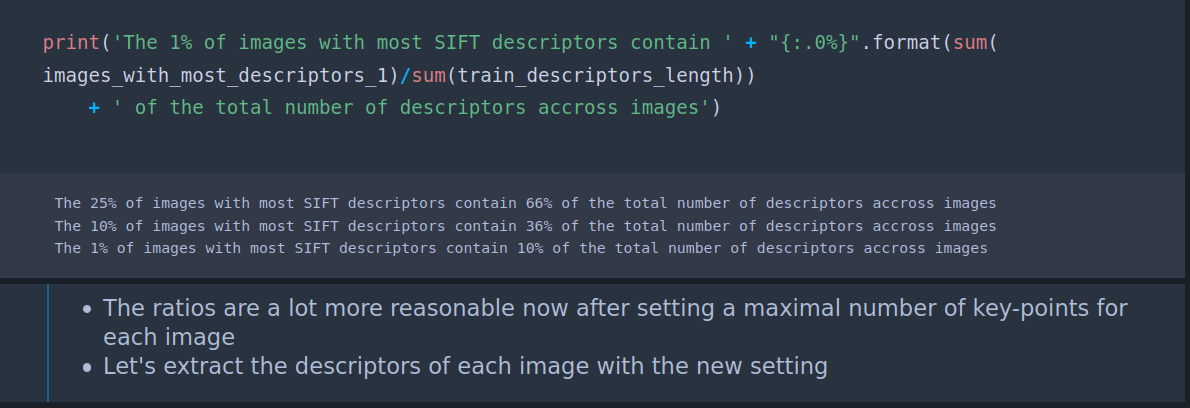 print('The 1% of images with most SIFT descriptors contain ' + "{:.0%}".format(sum(
images_with_most_descriptors_1)/sum(train_descriptors_length))
    + ' of the total number of descriptors accross images')
The 25% of images with most SIFT descriptors contain 66% of the total number of descriptors accross images
The 10% of images with most SIFT descriptors contain 36% of the total number of descriptors accross images
The 1% of images with most SIFT descriptors contain 10% of the total number of descriptors accross images
• The ratios are a lot more reasonable now after setting a maximal number of key-points for
each image
• Let's extract the descriptors of each image with the new setting